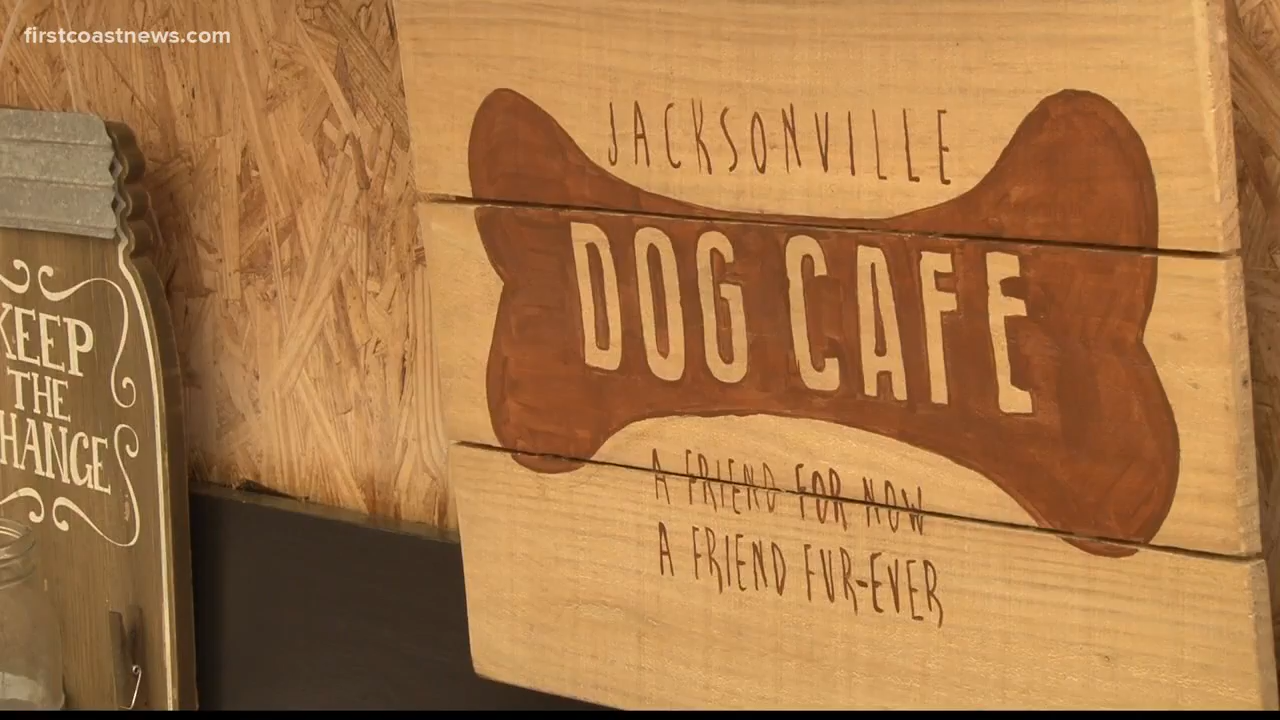 firstcoastnews.com
JACKSONVILLE
DOG CAFE
A FRIEND FOR NOW
A FRIEND FUR-EVER
KEEP
THE
HANGE